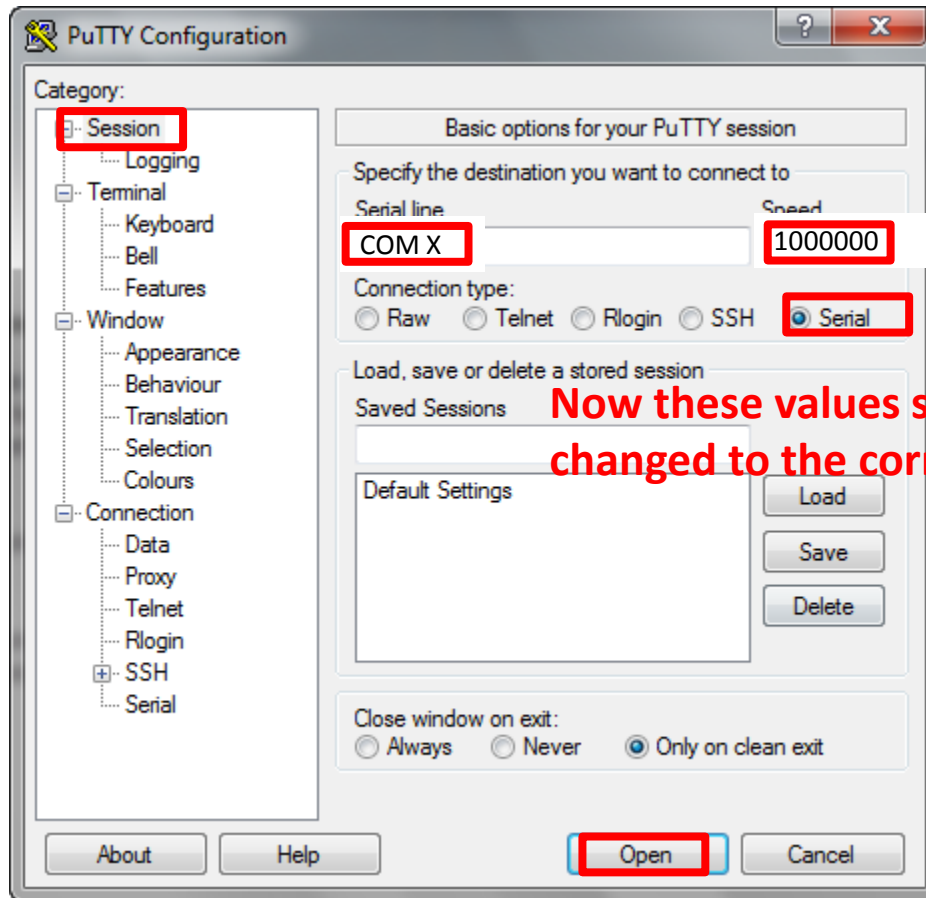 PuTTY Configuration
?
X
Category:
Session
Logging
Terminal
Keyboard
Bell
Features
Window
Appearance
Behaviour
Translation
Selection
Colours
Connection
Data
Proxy
Telnet
Rlogin
SSH
Serial
Basic options for your PuTTY session
Specify the destination you want to connect to
Serial line Speed
COM X 1000000
Connection type:
Raw Telnet Rlogin SSH Serial
Load, save or delete a stored session
Saved Sessions
Now these values s
changed to the cor
Default Settings
Load
Save
Delete
Close window on exit:
Always Never Only on clean exit
About Help Open Cancel